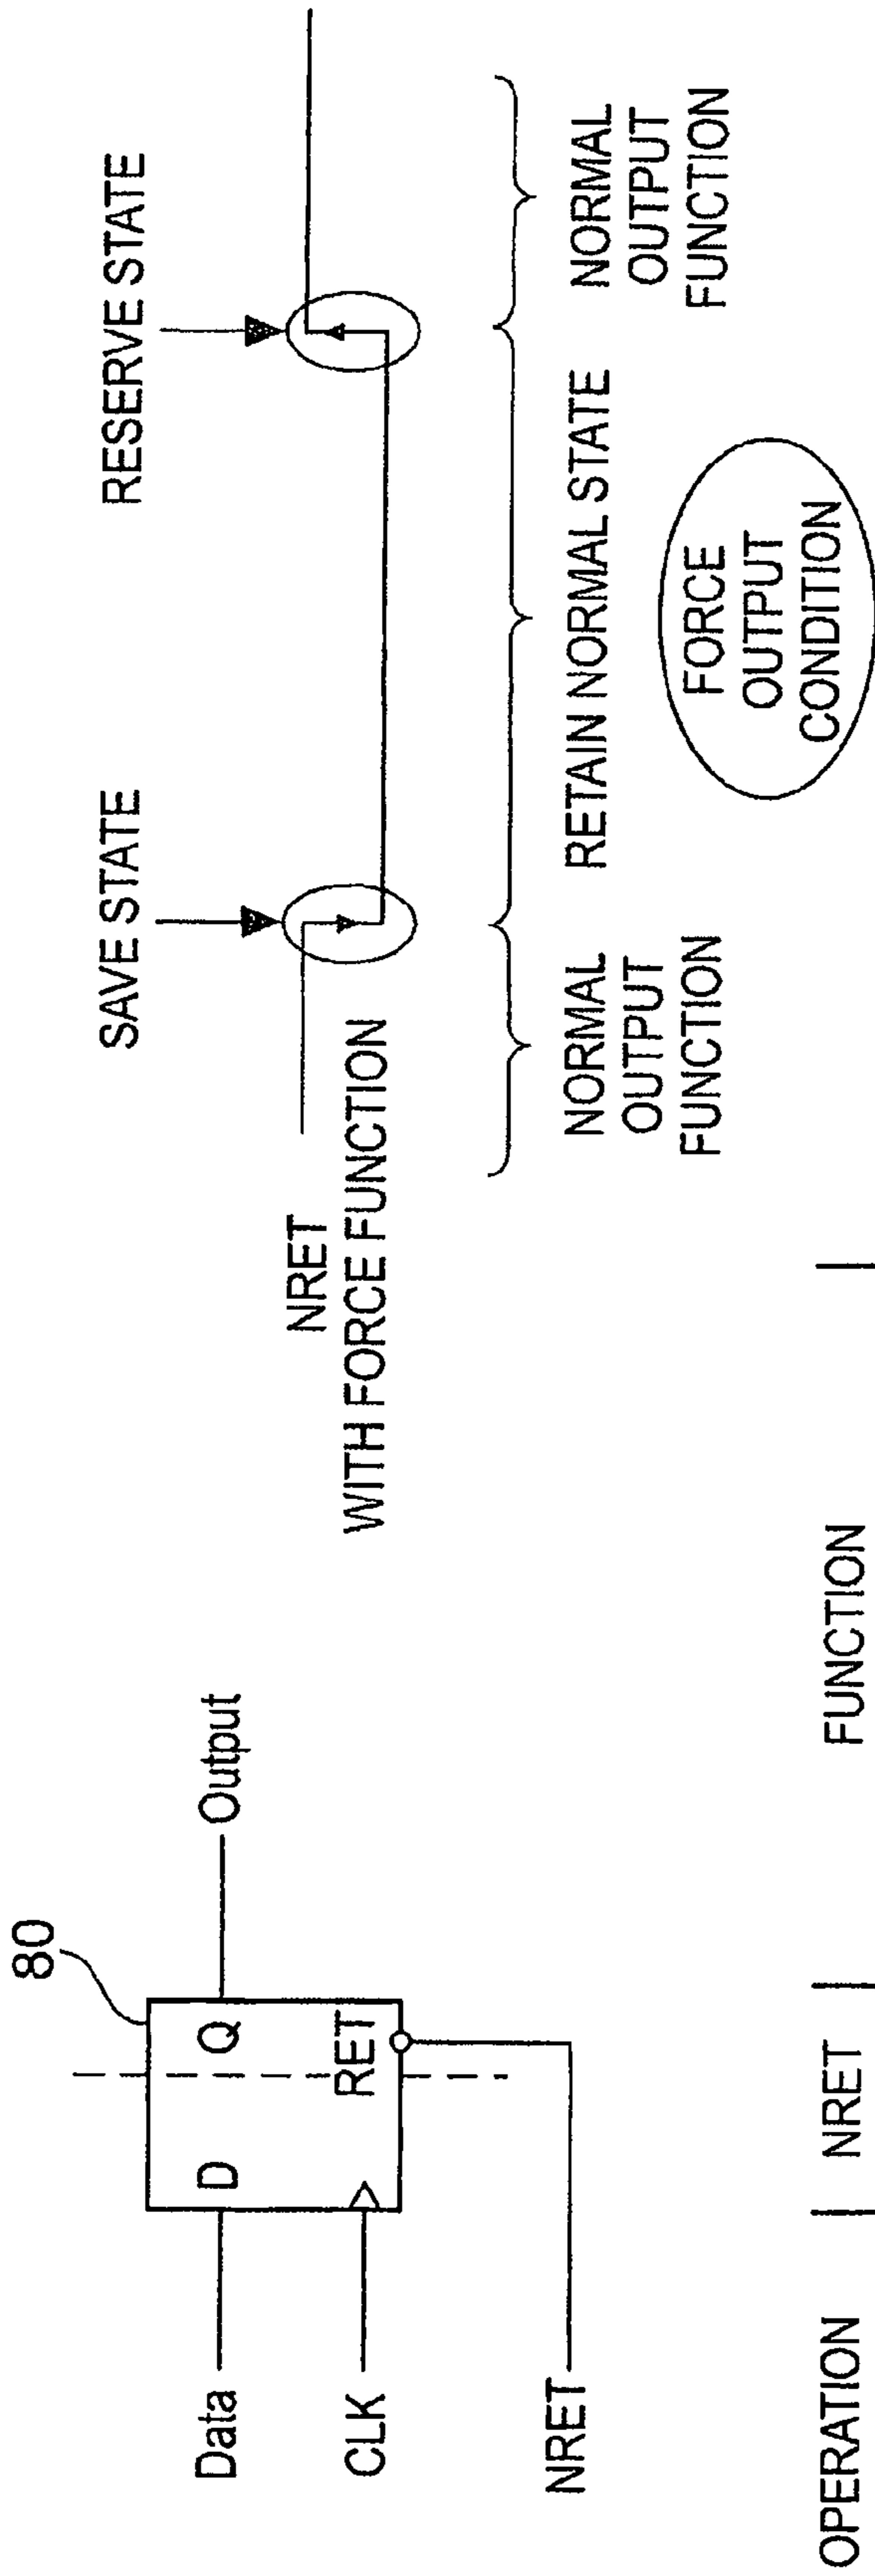 80
Data
D
Q
Output
CLK
RET
NRET
SAVE STATE
RESERVE STATE
NRET
WITH FORCE FUNCTION
NORMAL
OUTPUT
FUNCTION
RETAIN NORMAL STATE
NORMAL
OUTPUT
FUNCTION
FORCE
OUTPUT
CONDITION
OPERATION
NRET
FUNCTION